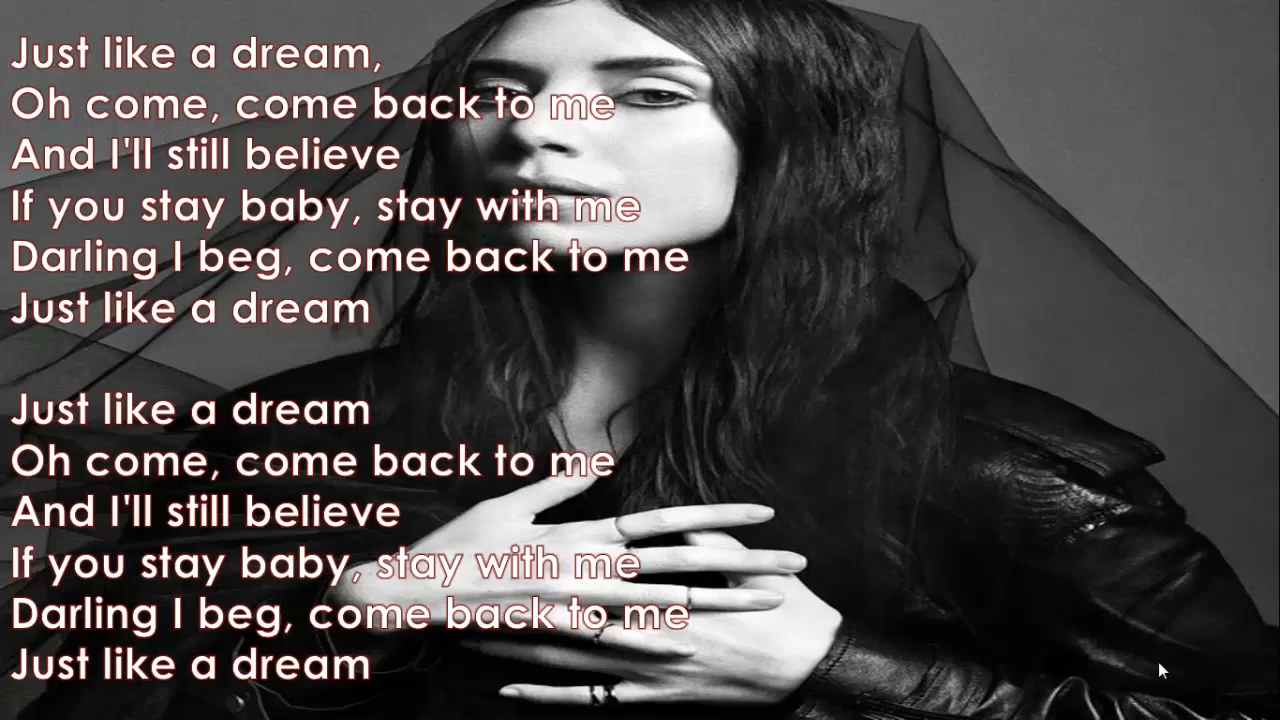 Just like a dream,
Oh come, come back to me
And I'll still believe
If you stay baby, stay with me
Darling I beg, come back to me
Just like a dream
Just like a dream
Oh come, come back to me
And I'll still believe
If you stay baby, stay with me
Darling I beg, come back to me
Just like a dream